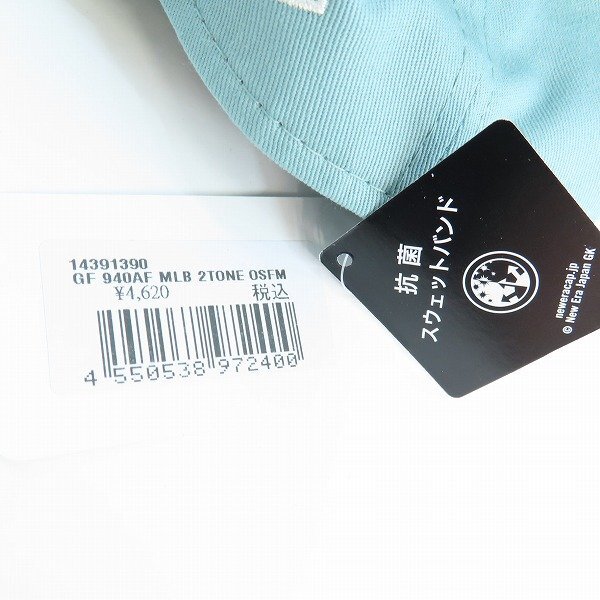 14391390
GF 940AF MLB 2TONE OSFM
¥4,620 税込
4 550538 972400
抗菌
スウェットバンド
neweracap.jp
© New Era Japan GK